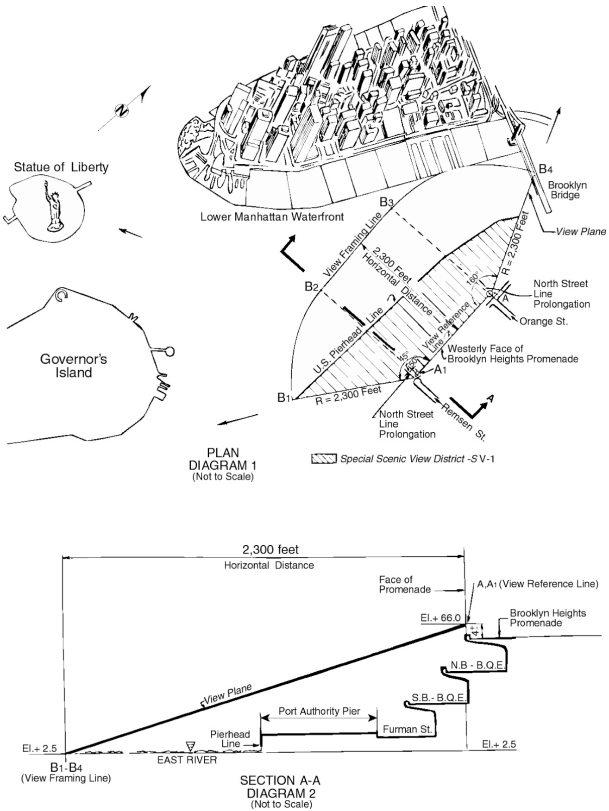 N
Statue of Liberty
Lower Manhattan Waterfront
B4
Brooklyn
Bridge
View Plane
B3
View Framing Line
2,300 Feet
Horizontal Distance
R = 2,300 Feet
160°
A
North Street
Line
Prolongation
Orange St.
B2
U.S. Pierhead Line
View Reference
Line
Westerly Face of
Brooklyn Heights Promenade
45°
A1
Governor's
Island
B1
R = 2,300 Feet
North Street
Line
Prolongation
Remsen St.
A
PLAN
DIAGRAM 1
(Not to Scale)
Special Scenic View District -SV-1
2,300 feet
Horizontal Distance
Face of
Promenade
A,A1 (View Reference Line)
El.+ 66.0
4'±
Brooklyn Heights
Promenade
N.B - B.Q.E.
View Plane
S.B.- B.Q.E.
Port Authority Pier
Pierhead
Line
Furman St.
El.+ 2.5
El.+ 2.5
B1-B4
(View Framing Line)
EAST RIVER
SECTION A-A
DIAGRAM 2
(Not to Scale)